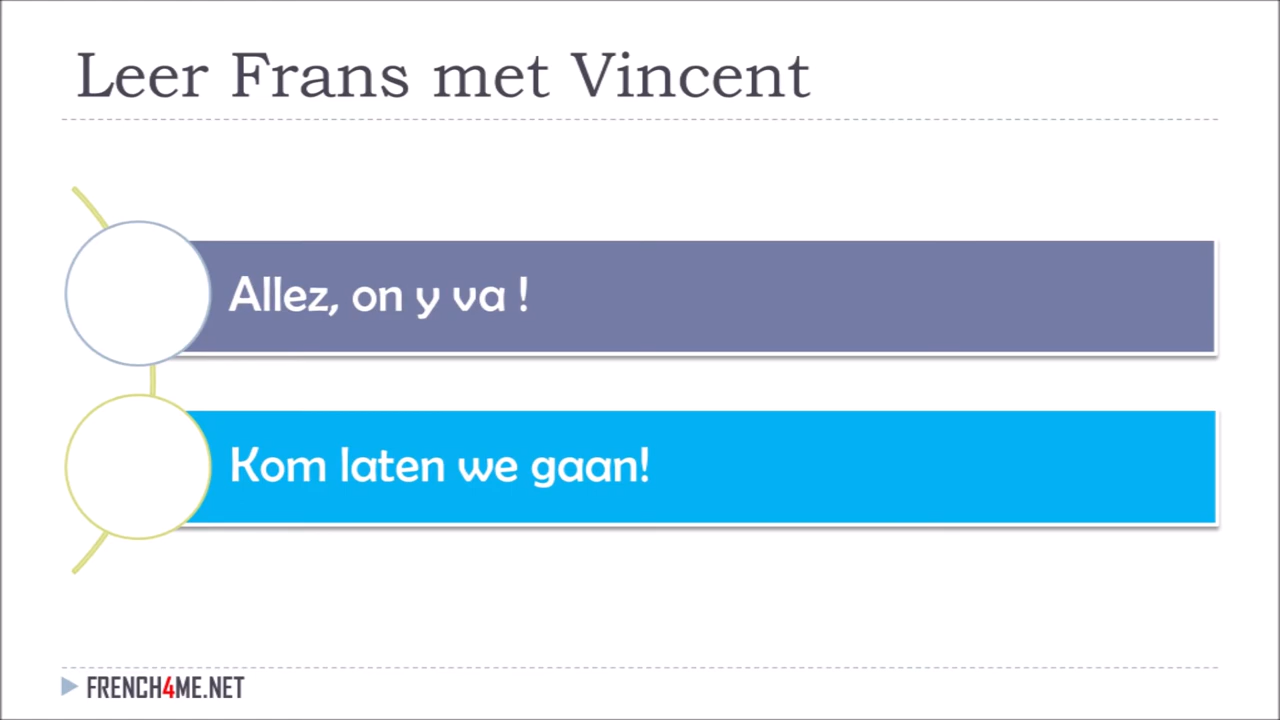 Leer Frans met Vincent
Allez, on y va !
Kom laten we gaan!
FRENCH4ME.NET